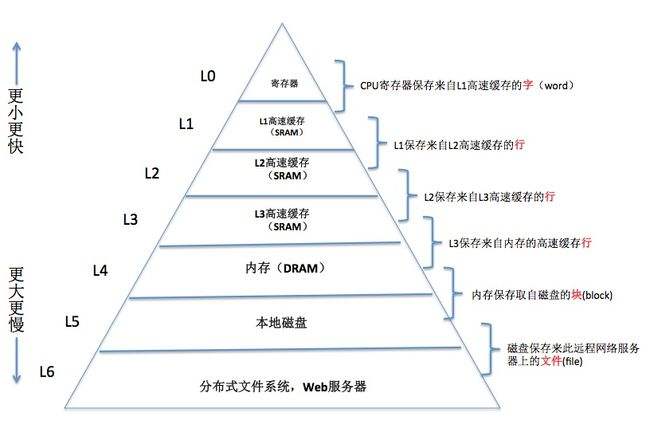 L0
寄存器
CPU寄存器保存来自L1高速缓存的字（word）
更小更快
L1
L1高速缓存
(SRAM)
L1保存来自L2高速缓存的行
L2
L2高速缓存
(SRAM)
L2保存来自L3高速缓存的行
L3
L3高速缓存
(SRAM)
L3保存来自内存的高速缓存行
L4
内存（DRAM）
更大更慢
内存保存取自磁盘的块(block)
L5
本地磁盘
磁盘保存来此远程网络服务
器上的文件(file)
L6
分布式文件系统，Web服务器